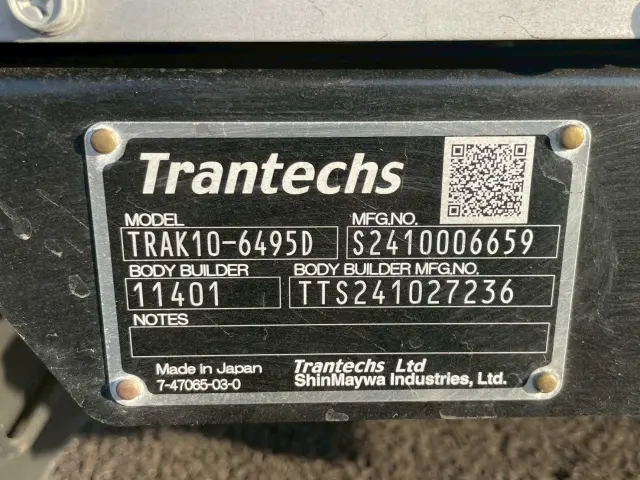 Trantechs
MODEL MFG.NO.
TRAK10-6495D S2410006659
BODY BUILDER BODY BUILDER MFG.NO.
11401 TTS241027236
NOTES
Made in Japan Trantechs Ltd
7-47065-03-0 ShinMaywa Industries, Ltd.